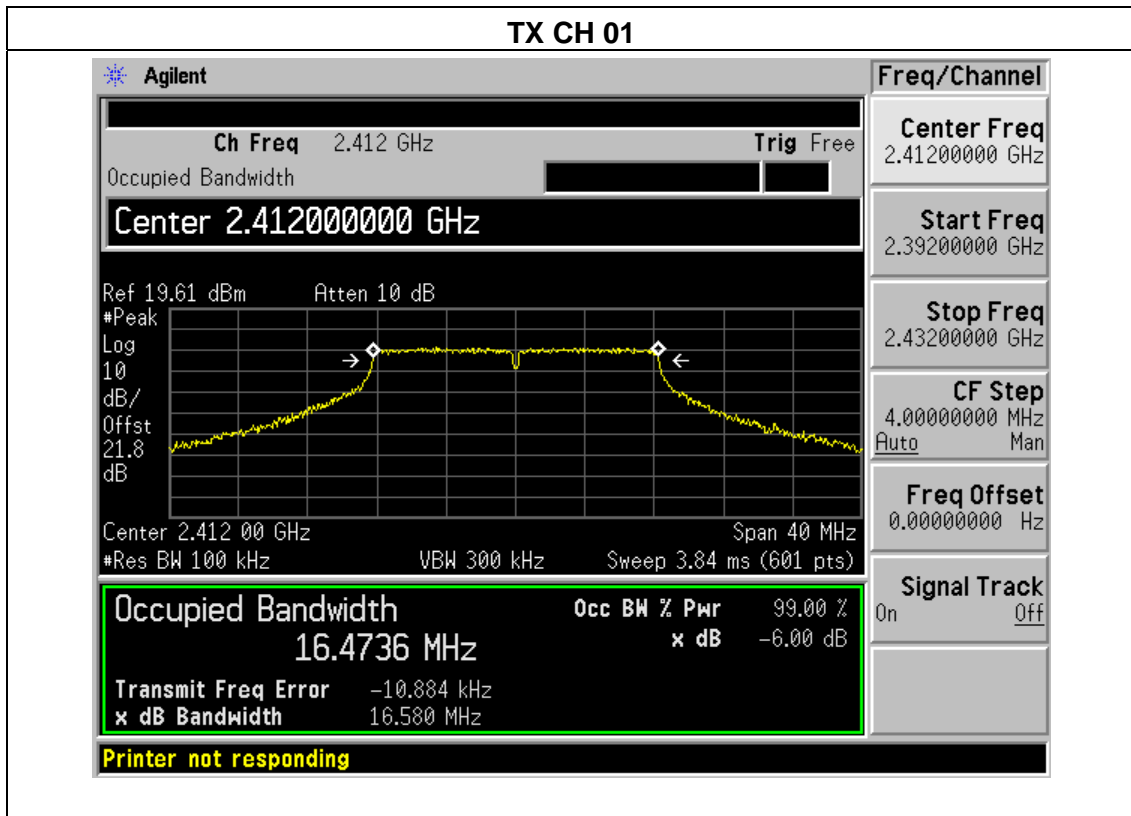 TX CH 01
Agilent
Freq/Channel
Ch Freq 2.412 GHz Trig Free
Occupied Bandwidth
Center 2.412000000 GHz
Ref 19.61 dBm Atten 10 dB
#Peak
Log
10
dB/
Offst
21.8
dB
Center 2.412 00 GHz Span 40 MHz
#Res BW 100 kHz VBW 300 kHz Sweep 3.84 ms (601 pts)
Occupied Bandwidth
16.4736 MHz
Occ BW % Pwr 99.00 %
x dB -6.00 dB
Transmit Freq Error -10.884 kHz
x dB Bandwidth 16.580 MHz
Printer not responding
Center Freq
2.41200000 GHz
Start Freq
2.39200000 GHz
Stop Freq
2.43200000 GHz
CF Step
4.00000000 MHz
Auto Man
Freq Offset
0.00000000 Hz
Signal Track
On Off